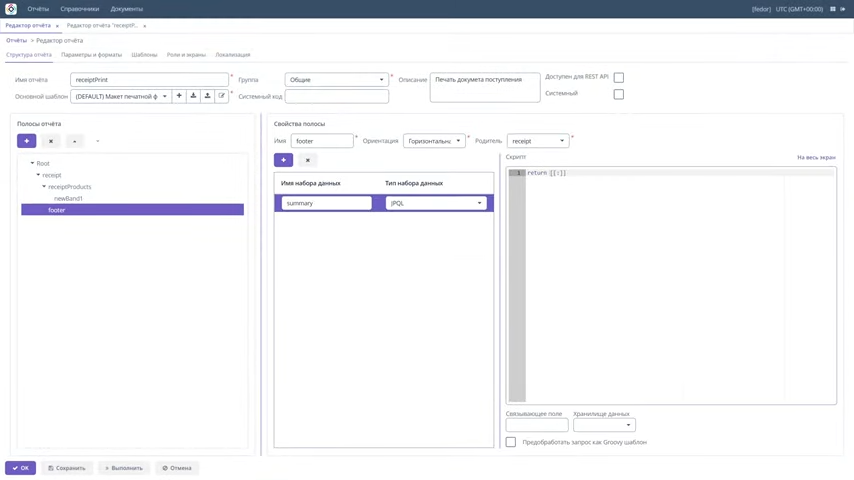 Отчёты Справочники Документы [fedor] UTC (GMT+00:00)
Редактор отчёта × Редактор отчёта "receiptP... ×
Отчёты > Редактор отчёта
Структура отчёта Параметры и форматы Шаблоны Роли и экраны Локализация
Имя отчёта receiptPrint * Группа Общие * Описание Печать докумета поступления Доступен для REST API
Основной шаблон (DEFAULT) Макет печатной ф * Системный код Системный
Полосы отчёта Свойства полосы
Имя footer * Ориентация Горизонтальна * Родитель receipt *
Скрипт На весь экран
Root
receipt
receiptProducts
newBand1
footer
Имя набора данных Тип набора данных
summary JPQL
1 return [[:]]
Связывающее поле Хранилище данных
Предобработать запрос как Groovy шаблон
OK Сохранить Выполнить Отмена